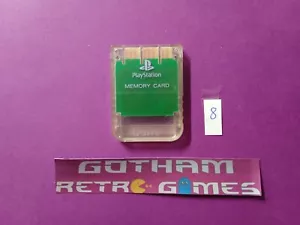 PlayStation
MEMORY CARD
8
GOTHAM
RETRO GAMES